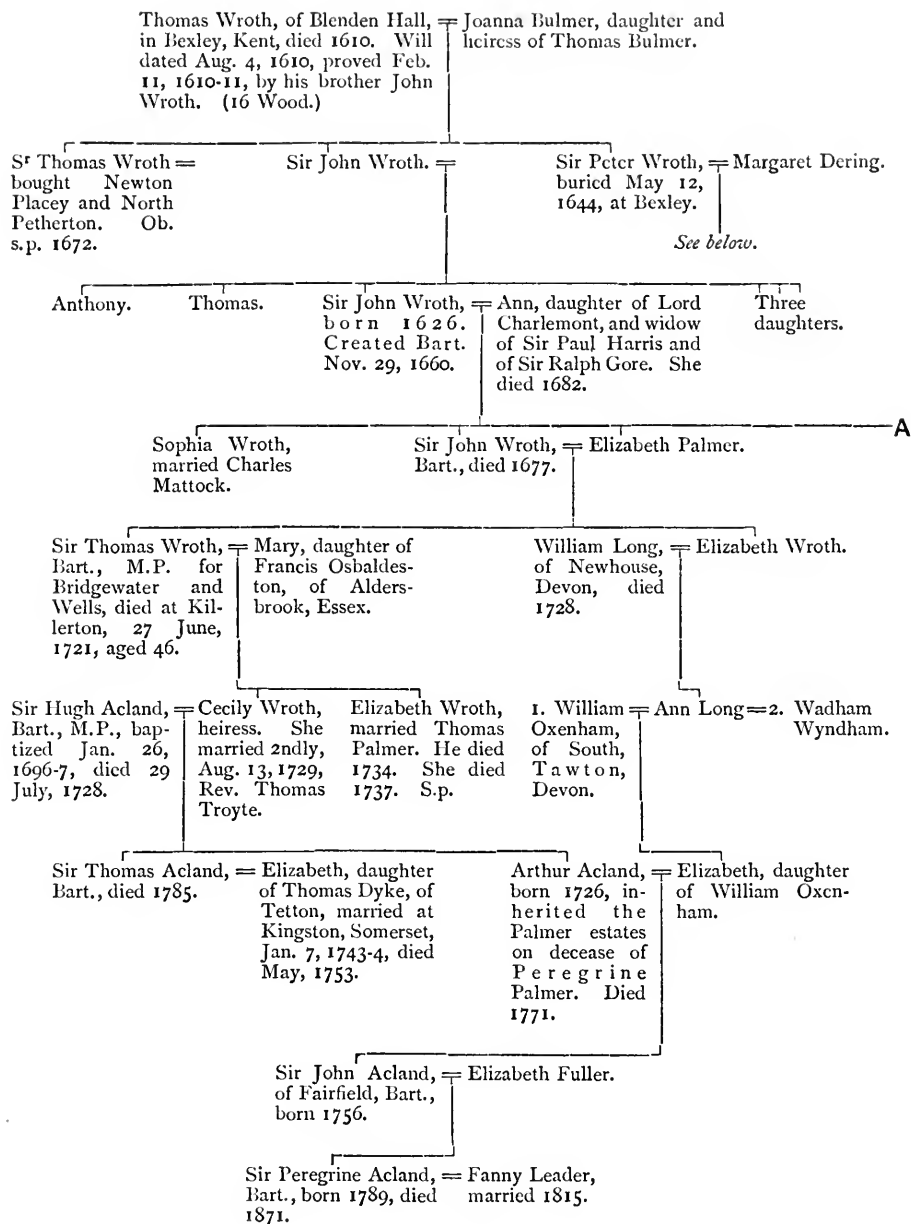 Thomas Wroth, of Blenden Hall,
in Bexley, Kent, died 1610. Will
dated Aug. 4, 1610, proved Feb.
11, 1610-11, by his brother John
Wroth. (16 Wood.)
Joanna Bulmer, daughter and
heiress of Thomas Bulmer.
Sr Thomas Wroth =
bought Newton
Placey and North
Petherton. Ob.
s.p. 1672.
Sir John Wroth.
Sir Peter Wroth,
buried May 12,
1644, at Bexley.
Margaret Dering.
See below.
Anthony.
Thomas.
Sir John Wroth,
born 1626.
Created Bart.
Nov. 29, 1660.
Ann, daughter of Lord
Charlemont, and widow
of Sir Paul Harris and
of Sir Ralph Gore. She
died 1682.
Three
daughters.
A
Sophia Wroth,
married Charles
Mattock.
Sir John Wroth,
Bart., died 1677.
Elizabeth Palmer.
Sir Thomas Wroth,
Bart., M.P. for
Bridgewater and
Wells, died at Kil-
lerton, 27 June,
1721, aged 46.
Mary, daughter of
Francis Osbaldes-
ton, of Alders-
brook, Essex.
William Long,
of Newhouse,
Devon, died
1728.
Elizabeth Wroth.
Sir Hugh Acland,
Bart., M.P., bap-
tized Jan. 26,
1696-7, died 29
July, 1728.
Cecily Wroth,
heiress. She
married 2ndly,
Aug. 13, 1729,
Rev. Thomas
Troyte.
Elizabeth Wroth,
married Thomas
Palmer. He died
1734. She died
1737. S.p.
1. William
Oxenham,
of South,
Tawton,
Devon.
Ann Long = 2. Wadham
Wyndham.
Sir Thomas Acland, =
Bart., died 1785.
Elizabeth, daughter
of Thomas Dyke, of
Tetton, married at
Kingston, Somerset,
Jan. 7, 1743-4, died
May, 1753.
Arthur Acland,
born 1726, in-
herited the
Palmer estates
on decease of
Peregrine
Palmer. Died
1771.
Elizabeth, daughter
of William Oxen-
ham.
Sir John Acland,
of Fairfield, Bart.,
born 1756.
Elizabeth Fuller.
Sir Peregrine Acland, =
Bart., born 1789, died
1871.
Fanny Leader,
married 1815.